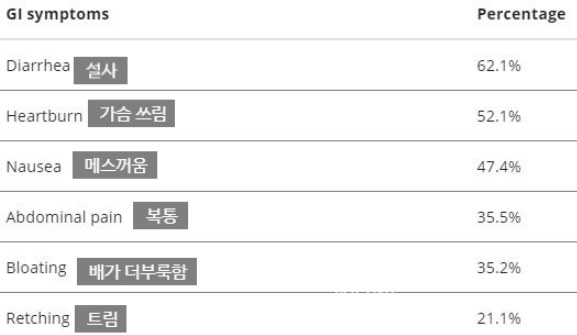 GI symptoms Percentage
Diarrhea 설사 62.1%
Heartburn 가슴 쓰림 52.1%
Nausea 메스꺼움 47.4%
Abdominal pain 복통 35.5%
Bloating 배가 더부룩함 35.2%
Retching 트림 21.1%